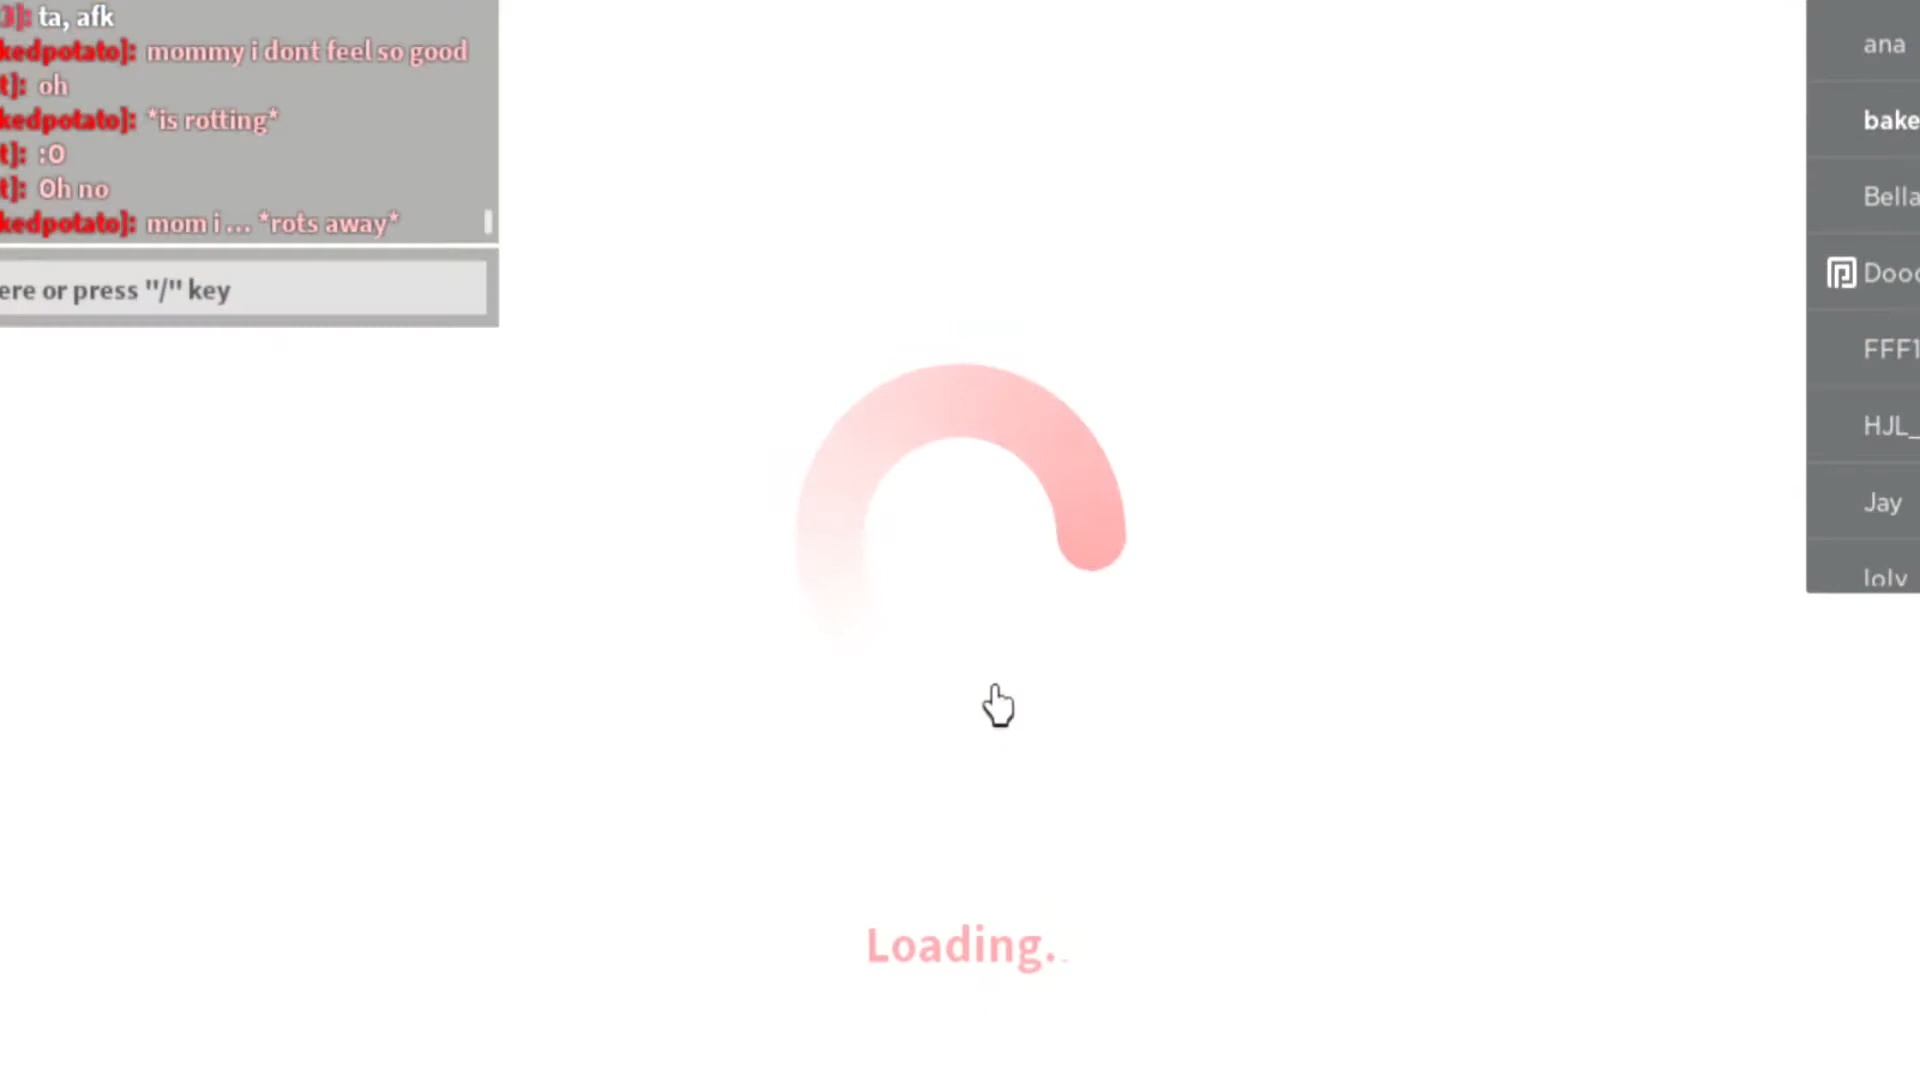 3]: ta, afk
kedpotato]: mommy i dont feel so good
t]: oh
kedpotato]: *is rotting*
t]: :O
t]: Oh no
kedpotato]: mom i ... *rots away*
ere or press "/" key
ana
bake
Bella
Dooc
FFF1
HJL_
Jay
loly
Loading.